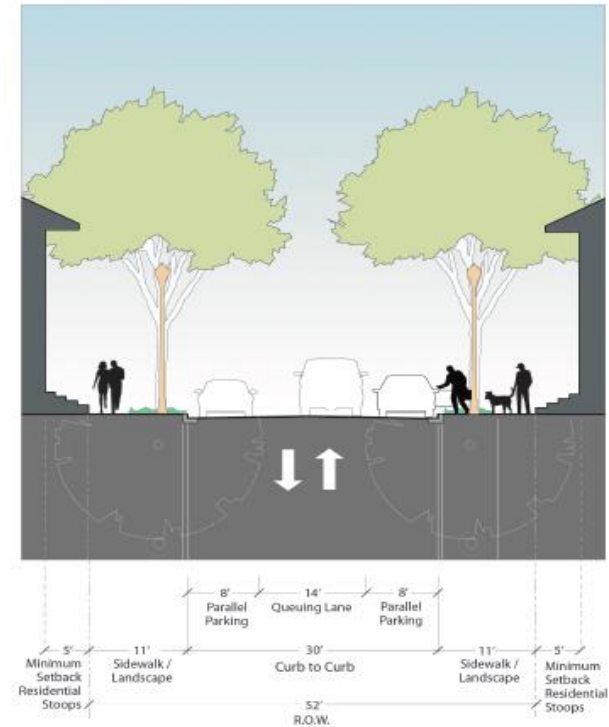 8' 14' 8'
Parallel Parking
Queuing Lane
Parallel Parking
5' 11' 30' 11' 5'
Minimum
Setback
Residential
Stoops
Sidewalk /
Landscape
Curb to Curb
Sidewalk /
Landscape
Minimum
Setback
Residential
Stoops
52'
R.O.W.